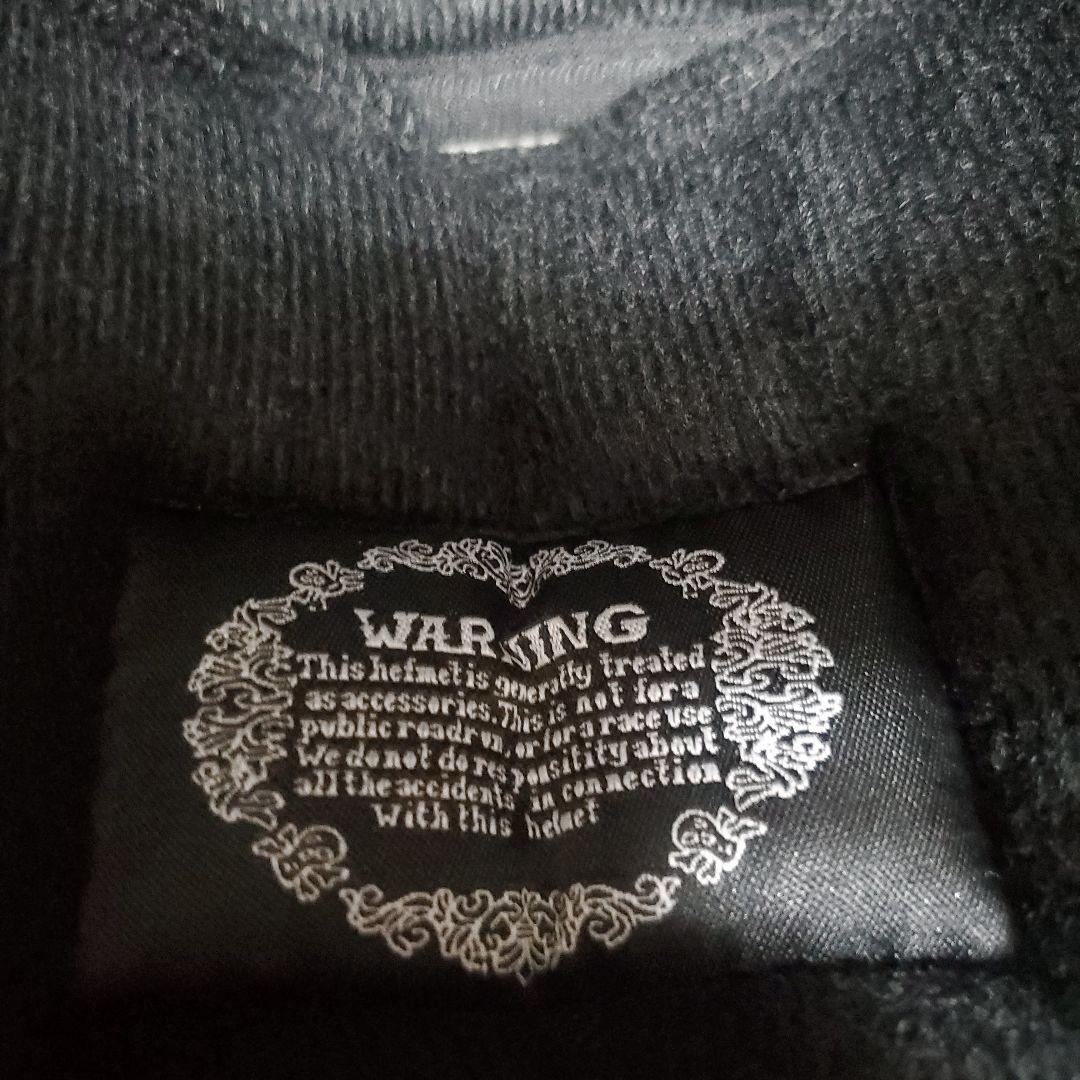 WARNING
This helmet is generally treated
as accessories. This is not for a
public roadrun, or for a race use
We do not do responsitity about
all the accidents in connection
with this helmet